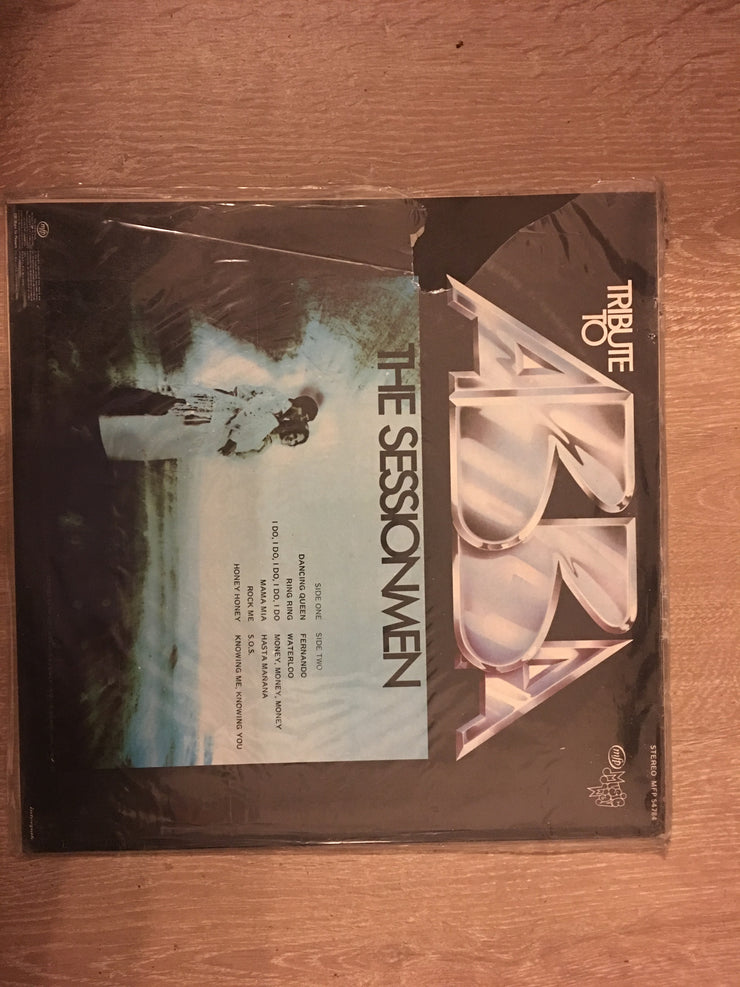 STEREO MFP 54784
TRIBUTE
TO
mfp
MUSIC
ABBA
THE SESSIONMEN
SIDE ONE
DANCING QUEEN
RING RING
I DO, I DO, I DO, I DO, I DO
MAMA MIA
ROCK ME
HONEY HONEY
SIDE TWO
FERNANDO
WATERLOO
MONEY, MONEY, MONEY
HASTA MANANA
S.O.S.
KNOWING ME, KNOWING YOU
mfp